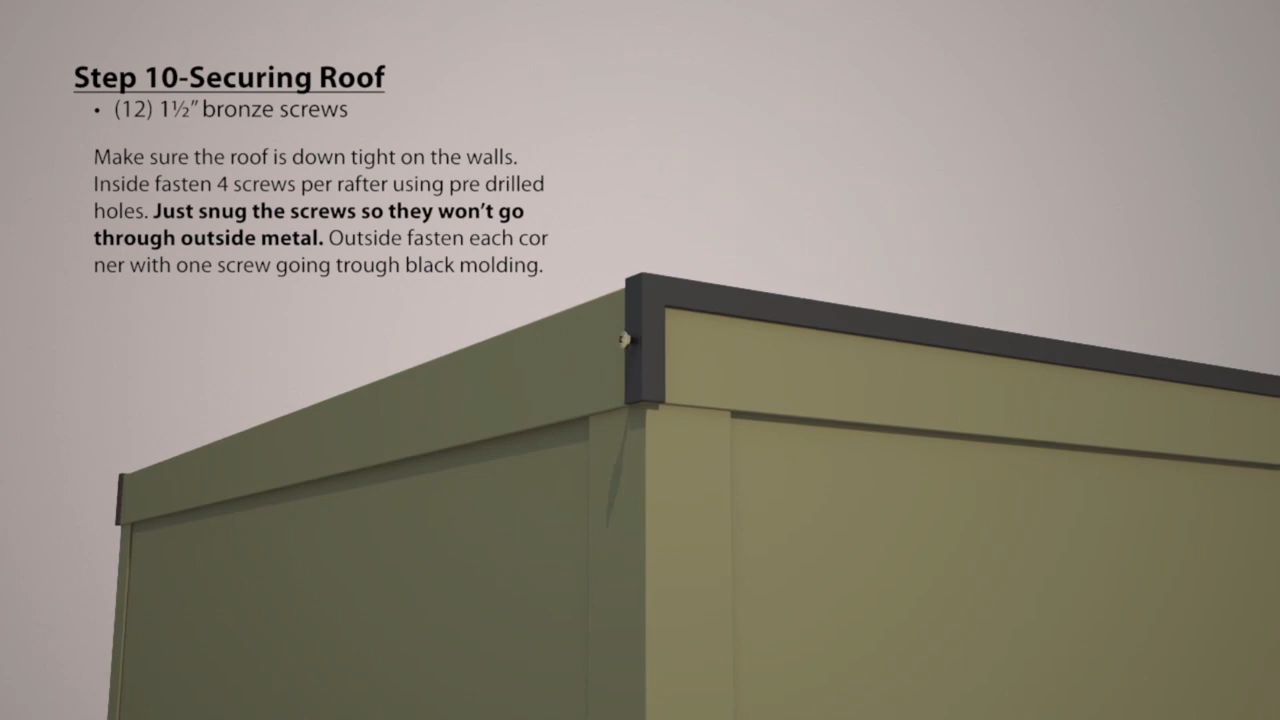 Step 10-Securing Roof
• (12) 1½" bronze screws
Make sure the roof is down tight on the walls.
Inside fasten 4 screws per rafter using pre drilled
holes. Just snug the screws so they won’t go
through outside metal. Outside fasten each cor
ner with one screw going trough black molding.